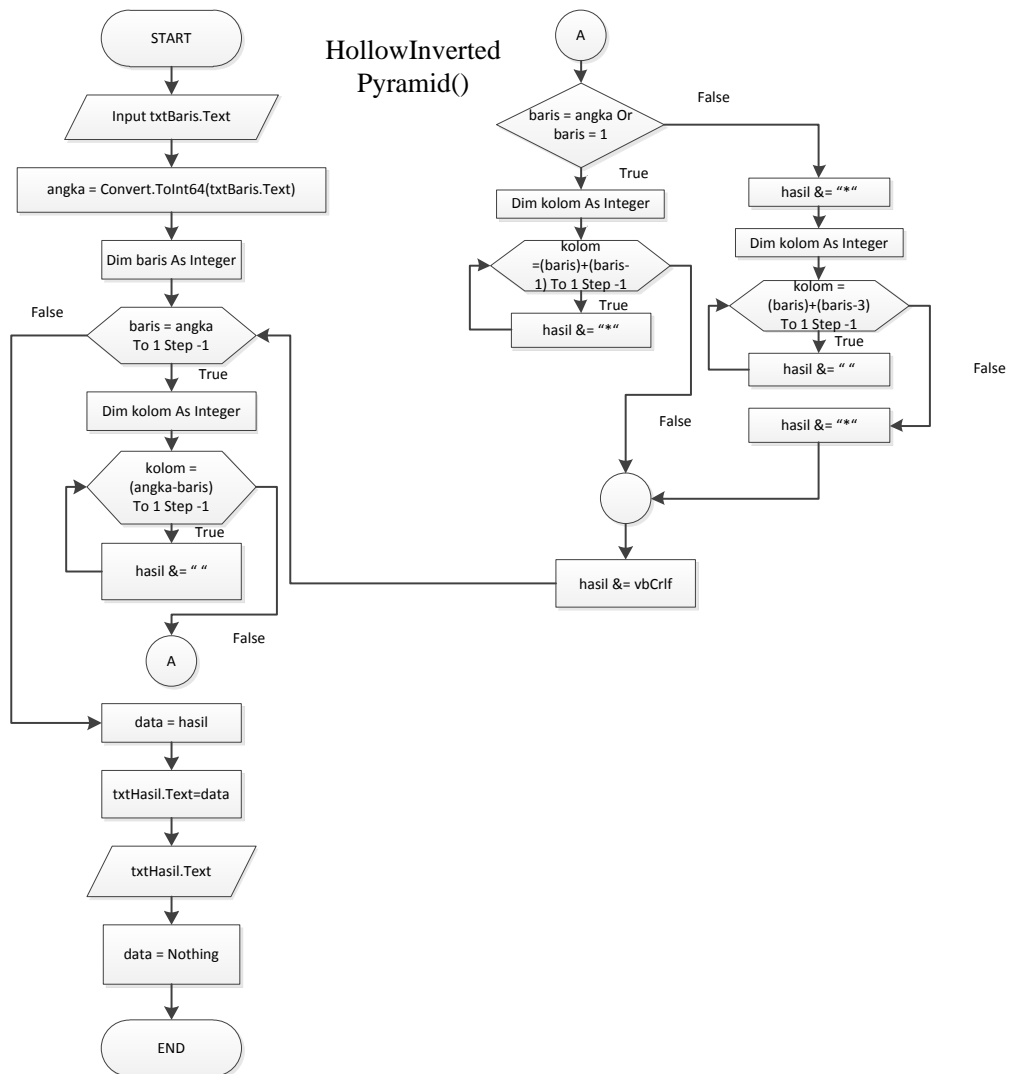 START
HollowInverted
Pyramid()
Input txtBaris.Text
angka = Convert.ToInt64(txtBaris.Text)
Dim baris As Integer
False
baris = angka
To 1 Step -1
True
Dim kolom As Integer
kolom =
(angka-baris)
To 1 Step -1
True
hasil &= “ “
False
A
data = hasil
txtHasil.Text=data
txtHasil.Text
data = Nothing
END
A
False
baris = angka Or
baris = 1
True
Dim kolom As Integer
kolom
=(baris)+(baris-
1) To 1 Step -1
True
hasil &= “*“
False
hasil &= “*“
Dim kolom As Integer
kolom =
(baris)+(baris-3)
To 1 Step -1
True
hasil &= “ “
False
hasil &= “*“
hasil &= vbCrlf